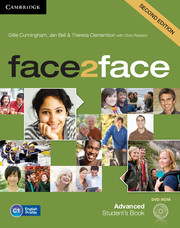 CAMBRIDGE
SECOND EDITION
Gillie Cunningham, Jan Bell & Theresa Clementson with Chris Redston
face2face
DVD-ROM
C1
English Profile
Advanced
Student's Book